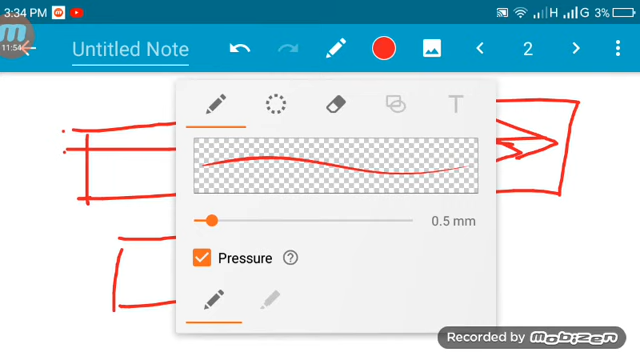 3:34 PM H G 3%
11:54
Untitled Note 2
T
0.5 mm
Pressure ?
Recorded by mobizen